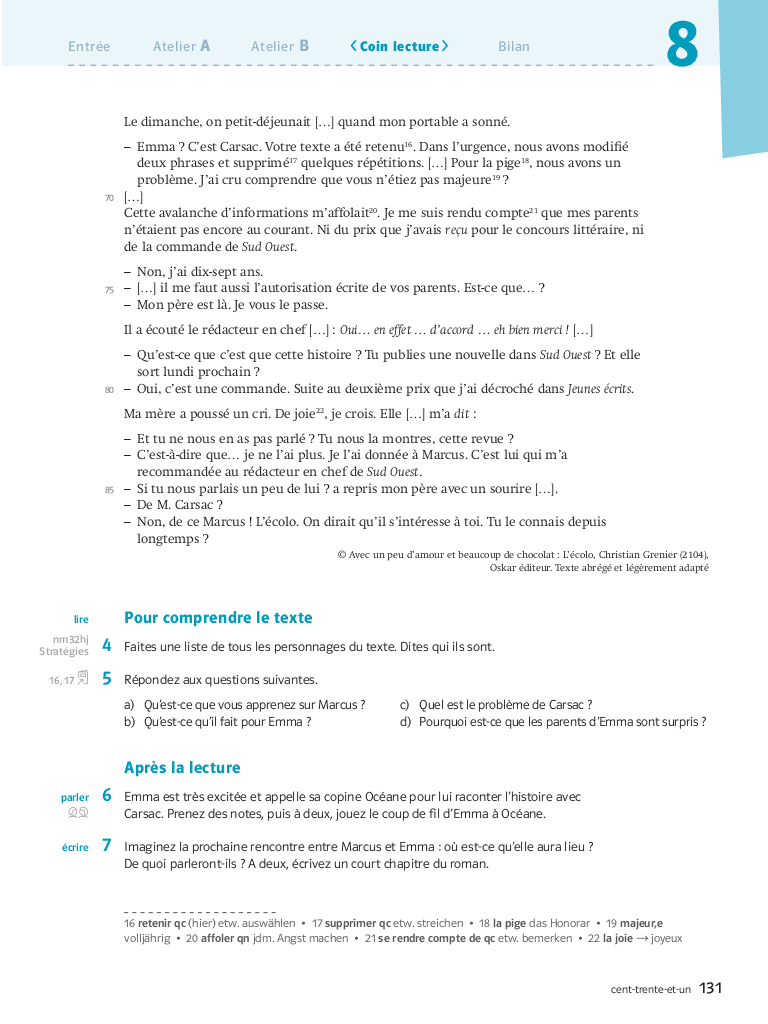 Entrée Atelier A Atelier B 〈Coin lecture〉 Bilan 8
Le dimanche, on petit-déjeunait […] quand mon portable a sonné.
– Emma ? C'est Carsac. Votre texte a été retenu¹⁶. Dans l'urgence, nous avons modifié
deux phrases et supprimé¹⁷ quelques répétitions. […] Pour la pige¹⁸, nous avons un
problème. J'ai cru comprendre que vous n'étiez pas majeure¹⁹ ?
70 […]
Cette avalanche d'informations m'affolait²⁰. Je me suis rendu compte²¹ que mes parents
n'étaient pas encore au courant. Ni du prix que j'avais reçu pour le concours littéraire, ni
de la commande de Sud Ouest.
– Non, j'ai dix-sept ans.
75 – […] il me faut aussi l'autorisation écrite de vos parents. Est-ce que… ?
– Mon père est là. Je vous le passe.
Il a écouté le rédacteur en chef […] : Oui… en effet … d'accord … eh bien merci ! […]
– Qu'est-ce que c'est que cette histoire ? Tu publies une nouvelle dans Sud Ouest ? Et elle
sort lundi prochain ?
80 – Oui, c'est une commande. Suite au deuxième prix que j'ai décroché dans Jeunes écrits.
Ma mère a poussé un cri. De joie²², je crois. Elle […] m'a dit :
– Et tu ne nous en as pas parlé ? Tu nous la montres, cette revue ?
– C'est-à-dire que… je ne l'ai plus. Je l'ai donnée à Marcus. C'est lui qui m'a
recommandée au rédacteur en chef de Sud Ouest.
85 – Si tu nous parlais un peu de lui ? a repris mon père avec un sourire […].
– De M. Carsac ?
– Non, de ce Marcus ! L'écolo. On dirait qu'il s'intéresse à toi. Tu le connais depuis
longtemps ?
© Avec un peu d'amour et beaucoup de chocolat : L'écolo, Christian Grenier (2104),
Oskar éditeur. Texte abrégé et légèrement adapté
lire Pour comprendre le texte
nm32hj
Stratégies
4 Faites une liste de tous les personnages du texte. Dites qui ils sont.
16, 17 5 Répondez aux questions suivantes.
a) Qu'est-ce que vous apprenez sur Marcus ? c) Quel est le problème de Carsac ?
b) Qu'est-ce qu'il fait pour Emma ? d) Pourquoi est-ce que les parents d'Emma sont surpris ?
Après la lecture
parler 6 Emma est très excitée et appelle sa copine Océane pour lui raconter l'histoire avec
Carsac. Prenez des notes, puis à deux, jouez le coup de fil d'Emma à Océane.
écrire 7 Imaginez la prochaine rencontre entre Marcus et Emma : où est-ce qu'elle aura lieu ?
De quoi parleront-ils ? A deux, écrivez un court chapitre du roman.
16 retenir qc (hier) etw. auswählen • 17 supprimer qc etw. streichen • 18 la pige das Honorar • 19 majeur,e
volljährig • 20 affoler qn jdm. Angst machen • 21 se rendre compte de qc etw. bemerken • 22 la joie → joyeux
cent-trente-et-un 131